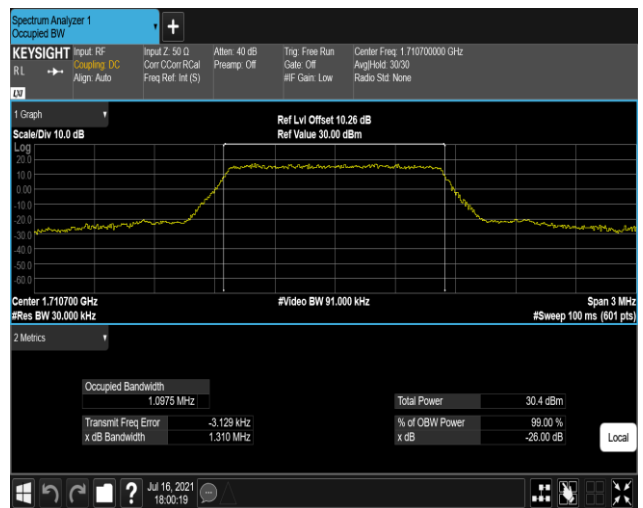 Spectrum Analyzer 1
Occupied BW
+
KEYSIGHT
RL
LXI
Input: RF
Coupling: DC
Align: Auto
Input Z: 50 Ω
Corr CCorr RCal
Freq Ref: Int (S)
Atten: 40 dB
Preamp: Off
Trig: Free Run
Gate: Off
#IF Gain: Low
Center Freq: 1.710700000 GHz
Avg|Hold: 30/30
Radio Std: None
1 Graph
Scale/Div 10.0 dB
Ref Lvl Offset 10.26 dB
Ref Value 30.00 dBm
Log
20.0
10.0
0.00
-10.0
-20.0
-30.0
-40.0
-50.0
-60.0
Center 1.710700 GHz
#Video BW 91.000 kHz
Span 3 MHz
#Res BW 30.000 kHz
#Sweep 100 ms (601 pts)
2 Metrics
Occupied Bandwidth
1.0975 MHz
Total Power 30.4 dBm
Transmit Freq Error -3.129 kHz
% of OBW Power 99.00 %
x dB Bandwidth 1.310 MHz
x dB -26.00 dB
Local
?
Jul 16, 2021
18:00:19